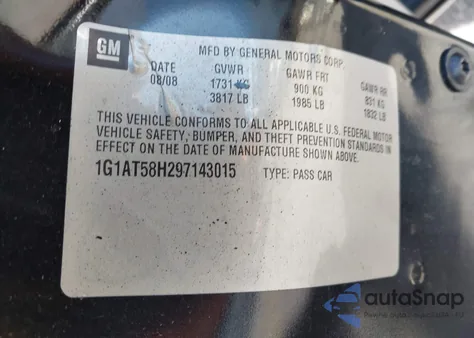 GM
MFD BY GENERAL MOTORS CORP
DATE GVWR GAWR FRT GAWR RR
08/08 1731 KG 900 KG 831 KG
3817 LB 1985 LB 1832 LB
THIS VEHICLE CONFORMS TO ALL APPLICABLE U.S. FEDERAL MOTOR
VEHICLE SAFETY, BUMPER, AND THEFT PREVENTION STANDARDS IN
EFFECT ON THE DATE OF MANUFACTURE SHOWN ABOVE.
1G1AT58H297143015 TYPE: PASS CAR
autoSnap